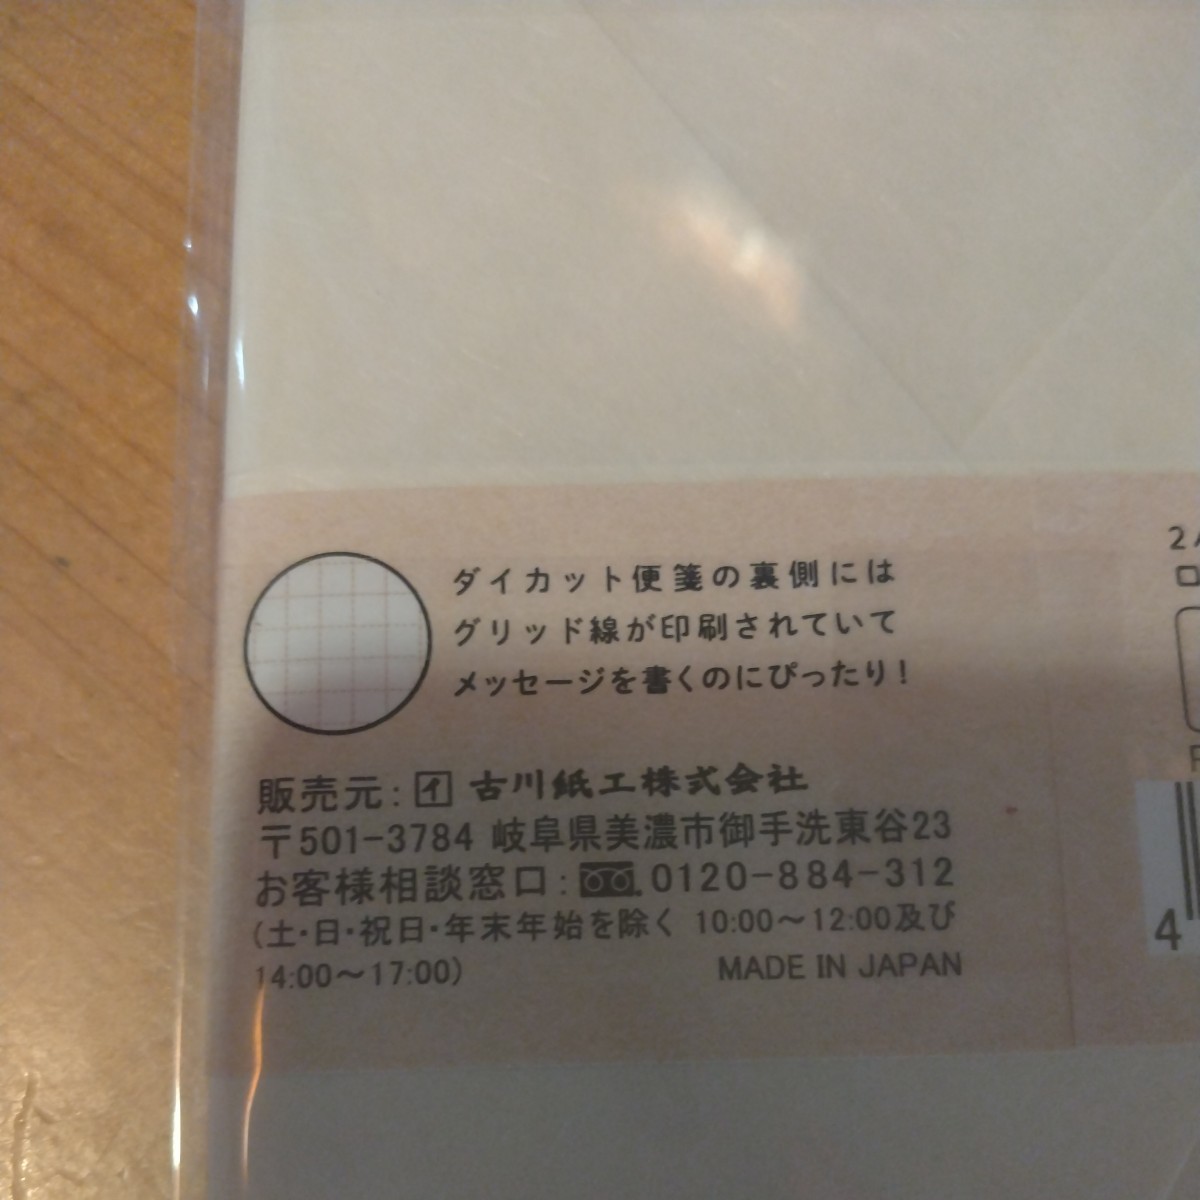 ダイカット便箋の裏側には
グリッド線が印刷されていて
メッセージを書くのにぴったり!
販売元: イ 古川紙工株式会社
〒501-3784 岐阜県美濃市御手洗東谷23
お客様相談窓口: 0120-884-312
(土・日・祝日・年末年始を除く 10:00〜12:00及び
14:00〜17:00)
MADE IN JAPAN
2
ロ
4